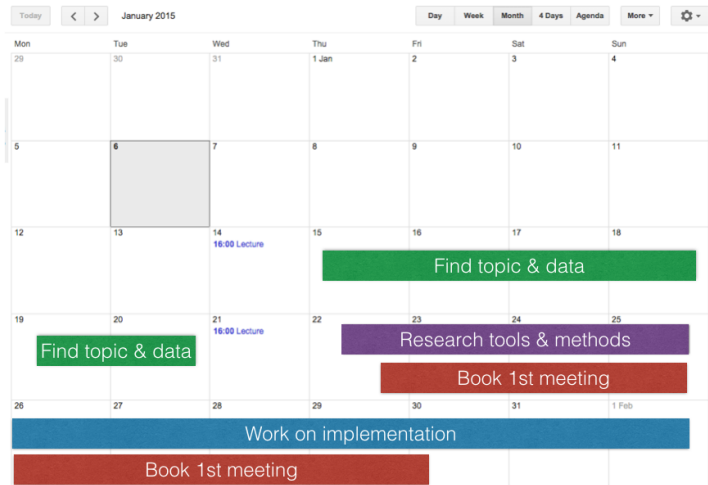 Today < > January 2015 Day Week Month 4 Days Agenda More
Mon Tue Wed Thu Fri Sat Sun
29 30 31 1 Jan 2 3 4
5 6 7 8 9 10 11
12 13 14 15 16 17 18
16:00 Lecture
Find topic & data
19 20 21 22 23 24 25
16:00 Lecture
Research tools & methods
Find topic & data
Book 1st meeting
26 27 28 29 30 31 1 Feb
Work on implementation
Book 1st meeting